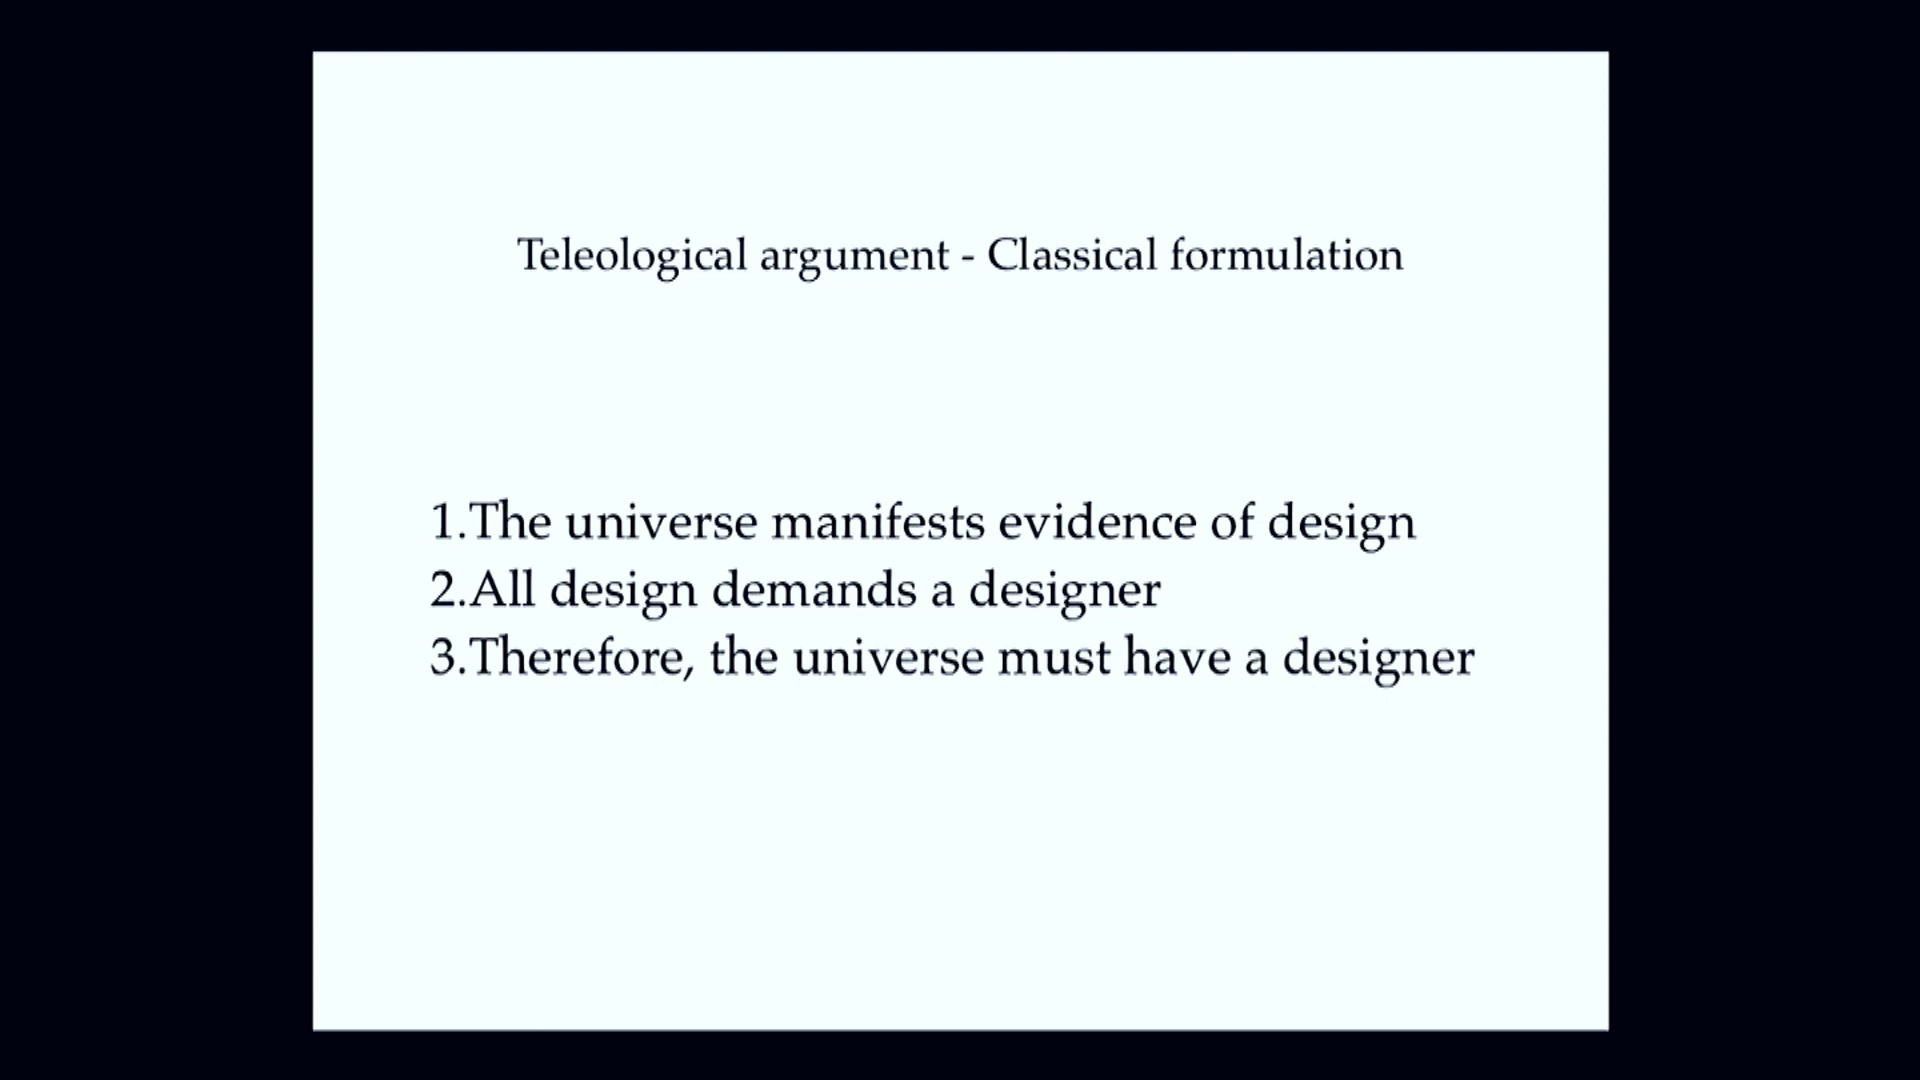 Teleological argument - Classical formulation
1.The universe manifests evidence of design
2.All design demands a designer
3.Therefore, the universe must have a designer